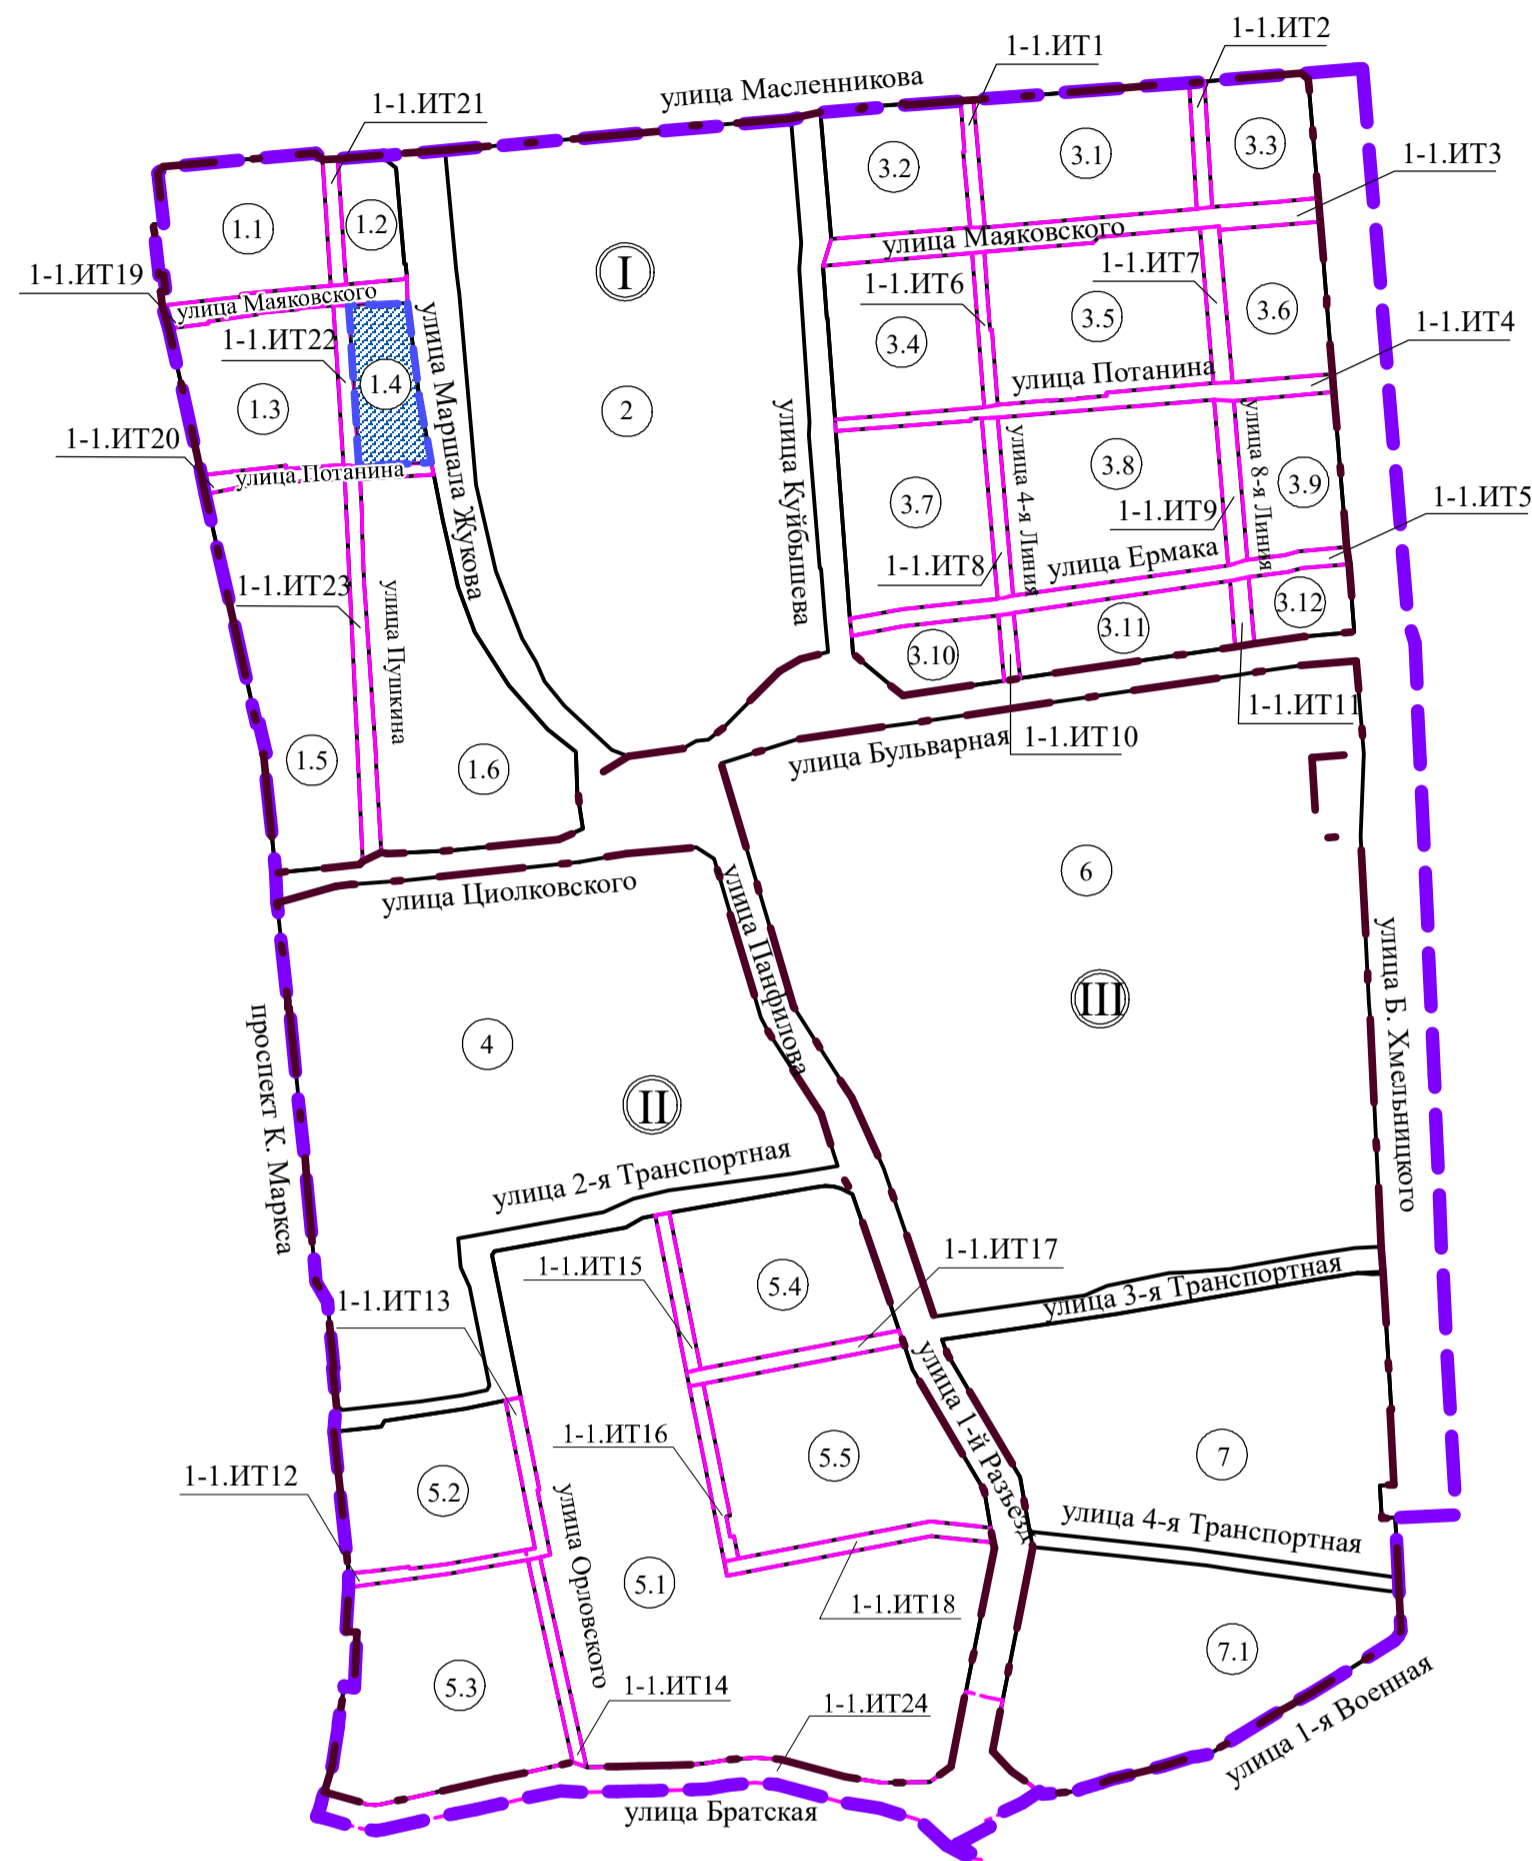 1-1.ИТ2
1-1.ИТ1
улица Масленникова
1-1.ИТ21
3.3
3.1
3.2
1-1.ИТ3
1.1
1.2
улица Маяковского
I
1-1.ИТ19
1-1.ИТ7
1-1.ИТ6
улица Маяковского
3.6
3.5
3.4
1-1.ИТ4
1-1.ИТ22
улица Маршала Жукова
1.4
улица Потанина
1.3
2
1-1.ИТ20
улица Потанина
улица Куйбышева
улица 4-я Линия
3.8
улица 8-я Линия
3.9
1-1.ИТ5
3.7
1-1.ИТ9
1-1.ИТ8
улица Ермака
1-1.ИТ23
улица Пушкина
3.12
3.11
3.10
1-1.ИТ11
1-1.ИТ10
улица Бульварная
1.5
1.6
6
улица Циолковского
улица Панфилова
III
улица Б. Хмельницкого
проспект К. Маркса
4
II
улица 2-я Транспортная
1-1.ИТ17
1-1.ИТ15
5.4
улица 3-я Транспортная
1-1.ИТ13
улица 1-й Разъезд
1-1.ИТ16
5.5
7
1-1.ИТ12
5.2
улица Орловского
улица 4-я Транспортная
5.1
1-1.ИТ18
7.1
5.3
1-1.ИТ14
1-1.ИТ24
улица 1-я Военная
улица Братская